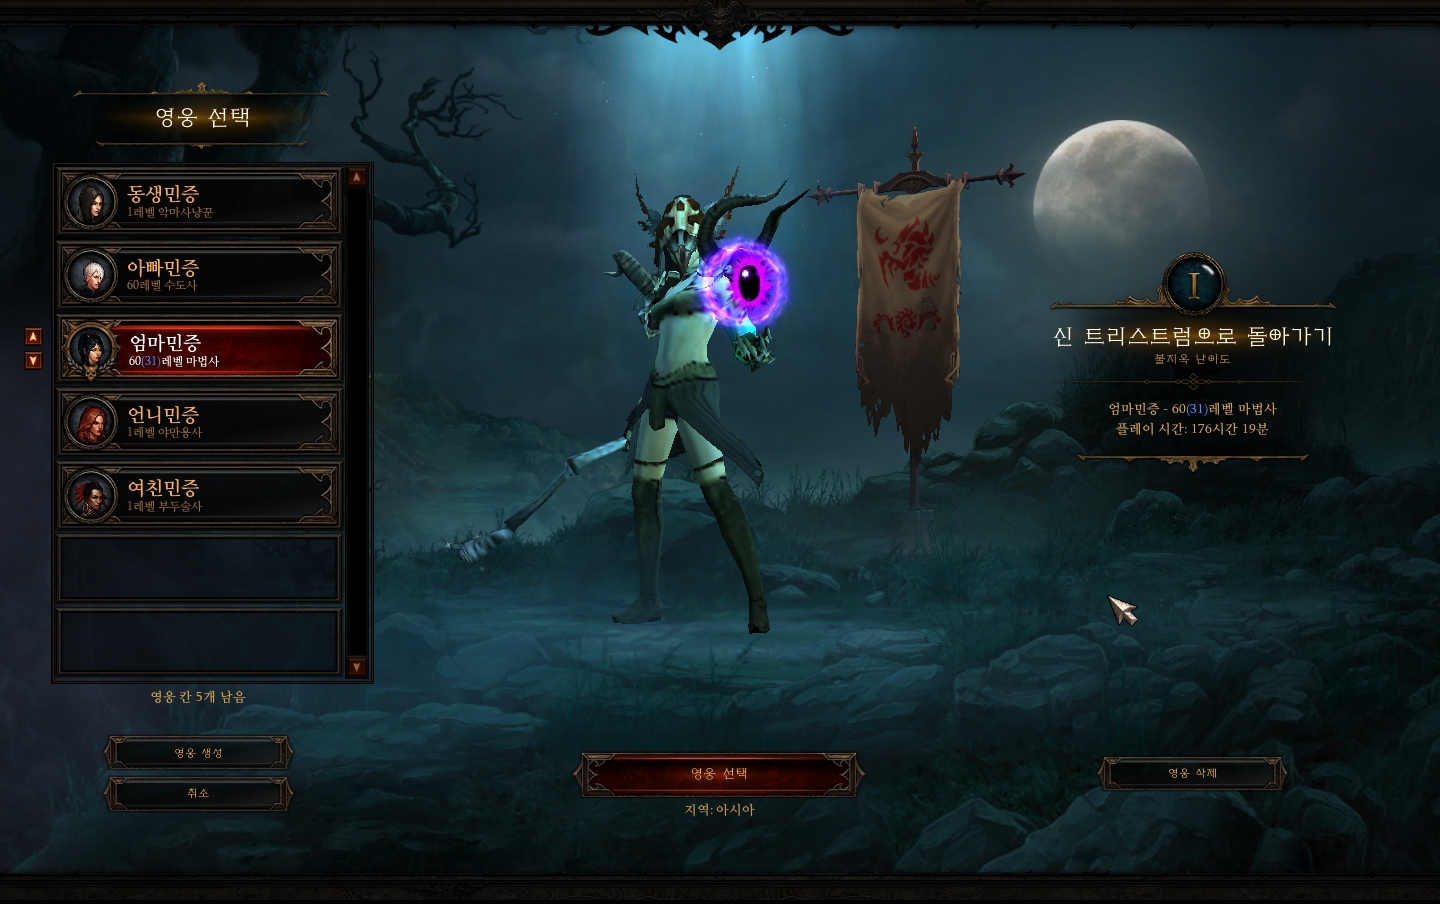 영웅 선택
동생민증
1레벨 악마사냥꾼
아빠민증
60레벨 수도사
엄마민증
60(31)레벨 마법사
언니민증
1레벨 야만용사
여친민증
1레벨 부두술사
영웅 칸 5개 남음
영웅 생성
취소
영웅 선택
지역: 아시아
I
신 트리스트럼으로 돌아가기
불지옥 난이도
엄마민증 - 60(31)레벨 마법사
플레이 시간: 176시간 19분
영웅 삭제